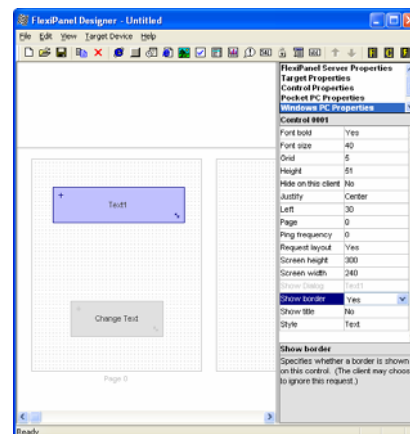 FlexiPanel Designer - Untitled
File Edit View Target Device Help
FlexiPanel Server Properties
Target Properties
Control Properties
Pocket PC Properties
Windows PC Properties
Control 0001
Font bold Yes
Font size 40
Grid 5
Height 51
Hide on this client No
Justify Center
Left 30
Page 0
Ping frequency 0
Request layout Yes
Screen height 300
Screen width 240
Show Dialog Text1
Show border Yes
Show title No
Style Text
Text1
Change Text
Page 0
Show border
Specifies whether a border is shown
on this control. (The client may choose
to ignore this request.)
Ready